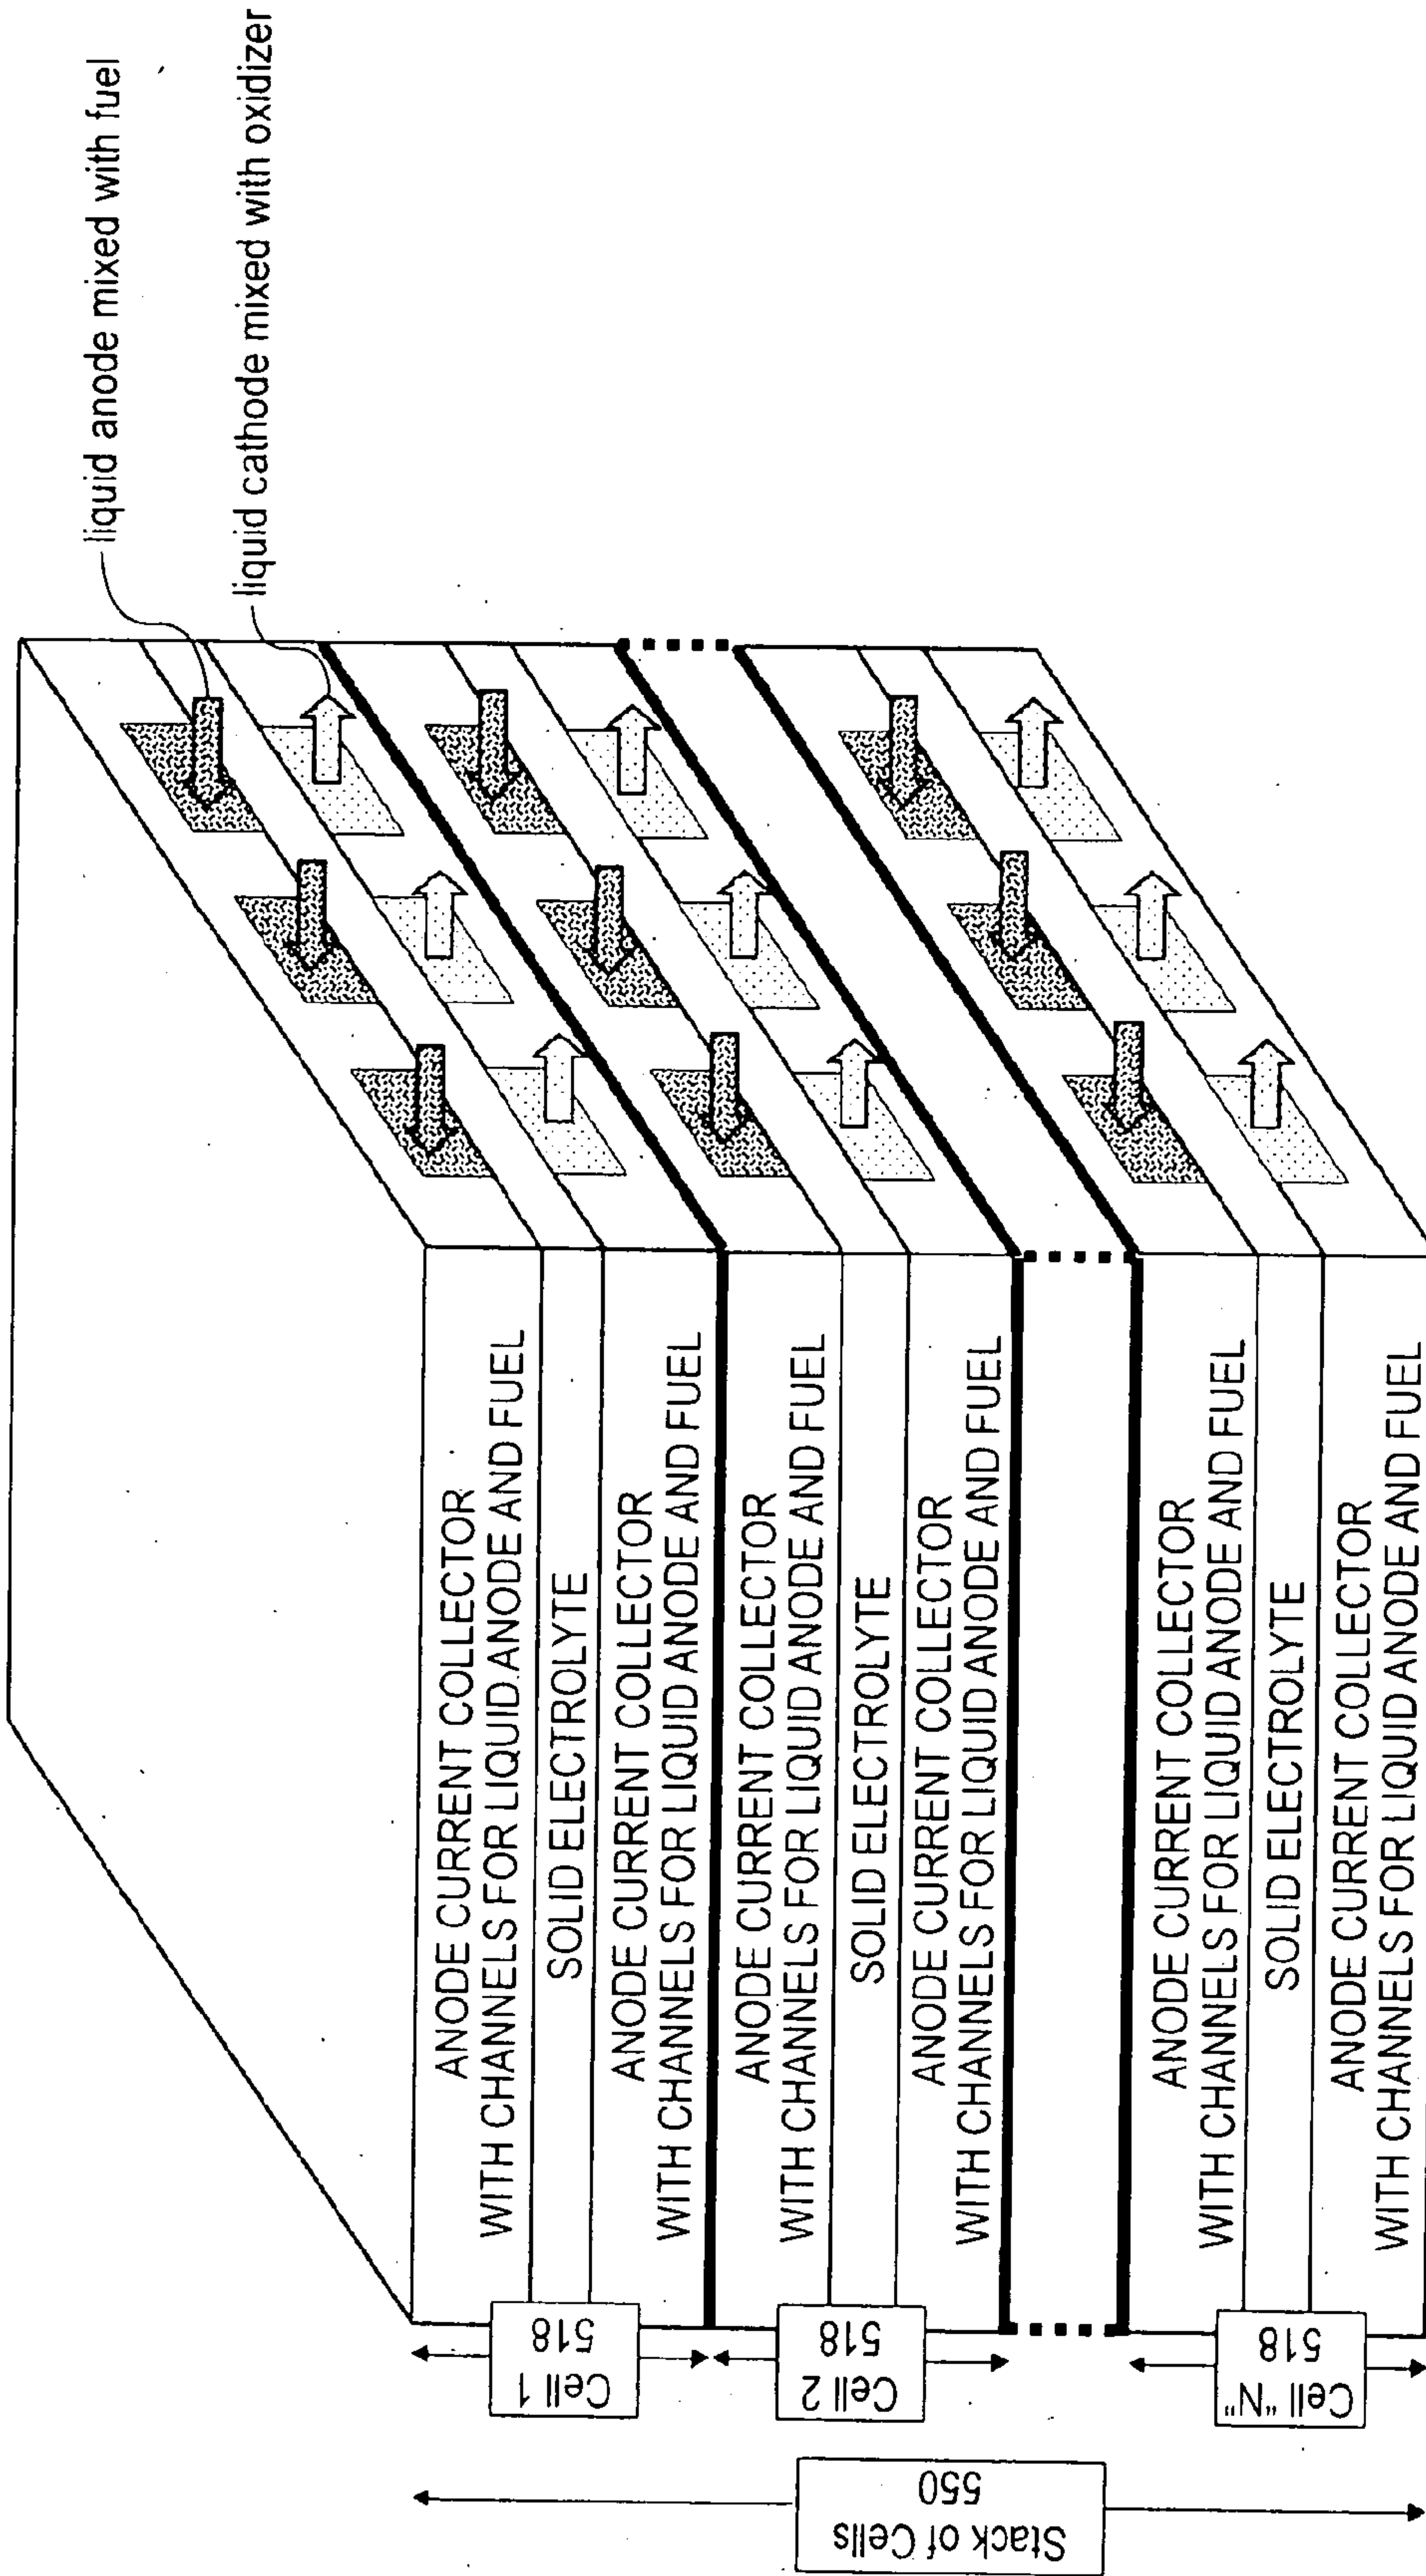 liquid anode mixed with fuel
liquid cathode mixed with oxidizer
ANODE CURRENT COLLECTOR
WITH CHANNELS FOR LIQUID ANODE AND FUEL
SOLID ELECTROLYTE
ANODE CURRENT COLLECTOR
WITH CHANNELS FOR LIQUID ANODE AND FUEL
ANODE CURRENT COLLECTOR
WITH CHANNELS FOR LIQUID ANODE AND FUEL
SOLID ELECTROLYTE
ANODE CURRENT COLLECTOR
WITH CHANNELS FOR LIQUID ANODE AND FUEL
ANODE CURRENT COLLECTOR
WITH CHANNELS FOR LIQUID ANODE AND FUEL
SOLID ELECTROLYTE
ANODE CURRENT COLLECTOR
WITH CHANNELS FOR LIQUID ANODE AND FUEL
Cell 1
518
Cell 2
518
Cell "N"
518
Stack of Cells
550